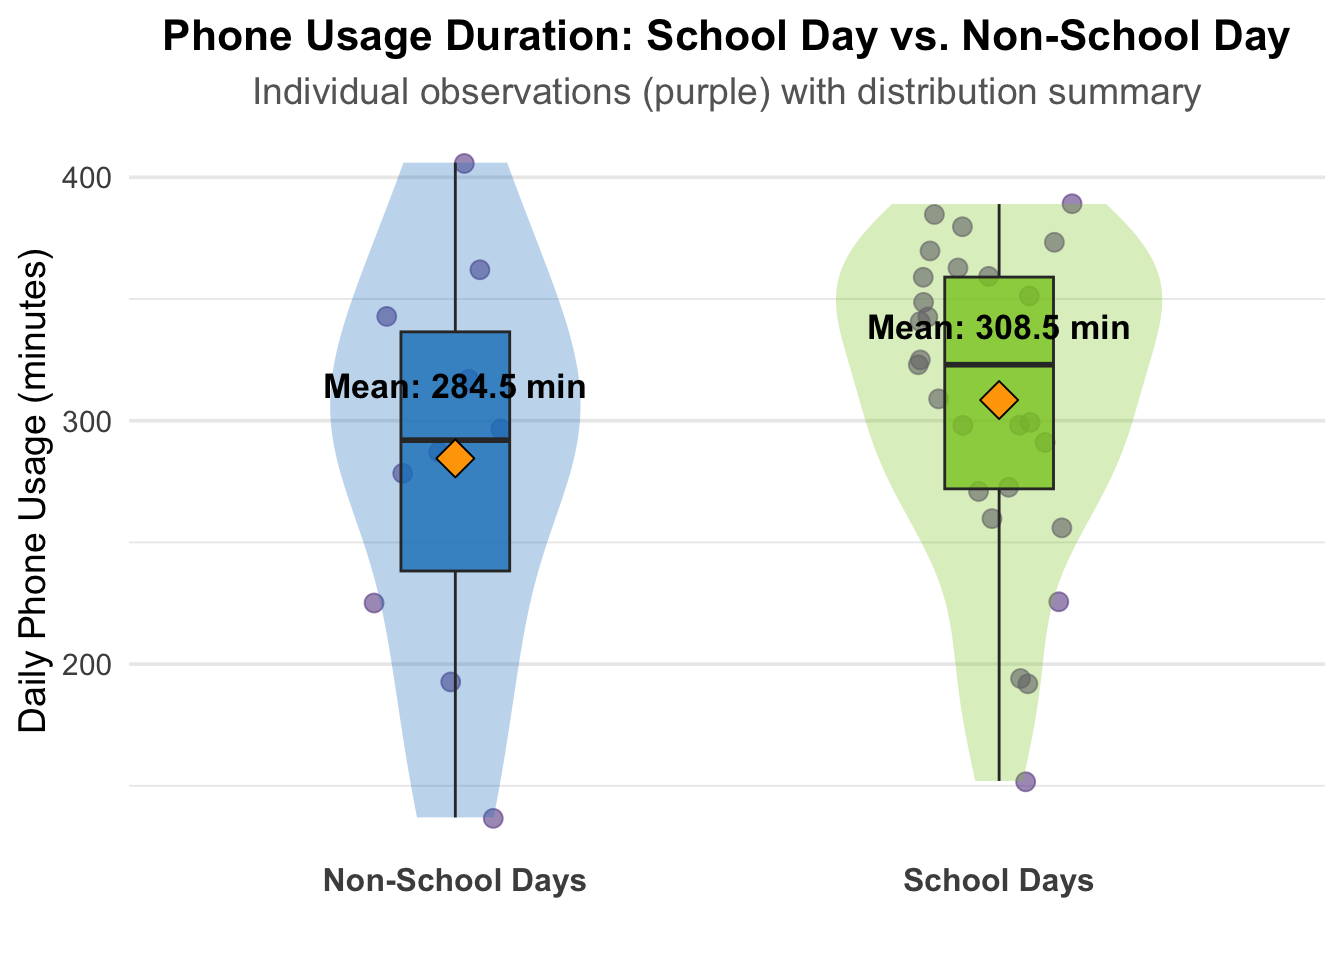 Phone Usage Duration: School Day vs. Non-School Day
Individual observations (purple) with distribution summary
Daily Phone Usage (minutes)
400
300
200
Mean: 284.5 min
Mean: 308.5 min
Non-School Days
School Days